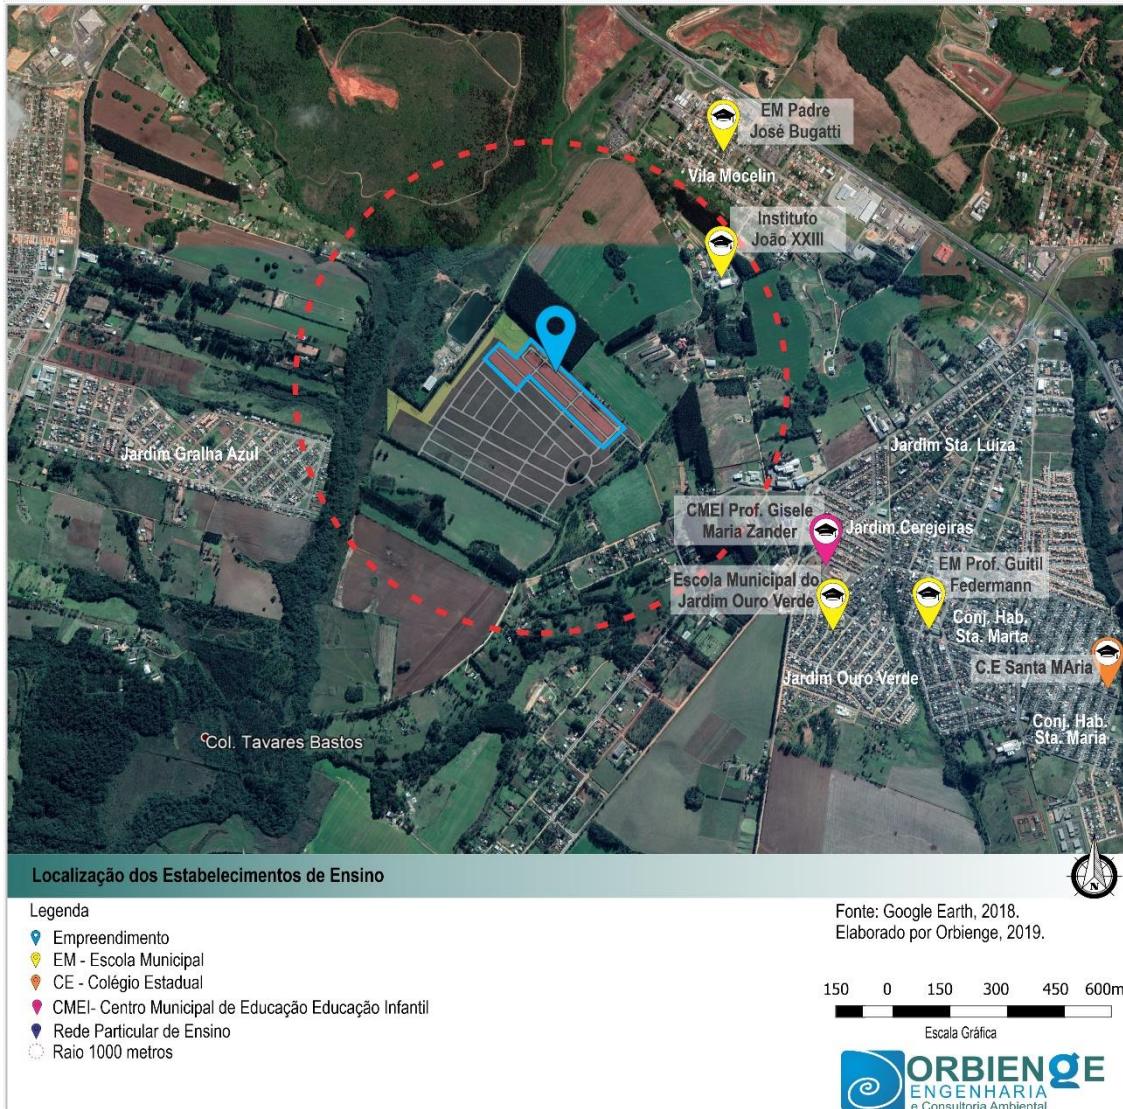 EM Padre
José Bugatti
Vila Mocelin
Instituto
João XXIII
Jardim Gralha Azul
Jardim Sta. Luiza
CMEI Prof. Gisele
Maria Zander
Jardim Cerejeiras
Escola Municipal do
Jardim Ouro Verde
EM Prof. Guitil
Federmann
Conj. Hab.
Sta. Marta
C.E Santa MAria
Jardim Ouro Verde
Conj. Hab.
Sta. Maria
Col. Tavares Bastos
Localização dos Estabelecimentos de Ensino
N
Legenda
Empreendimento
EM - Escola Municipal
CE - Colégio Estadual
CMEI- Centro Municipal de Educação Educação Infantil
Rede Particular de Ensino
Raio 1000 metros
Fonte: Google Earth, 2018.
Elaborado por Orbienge, 2019.
150 0 150 300 450 600m
Escala Gráfica
ORBIENGE
ENGENHARIA
e Consultoria Ambiental